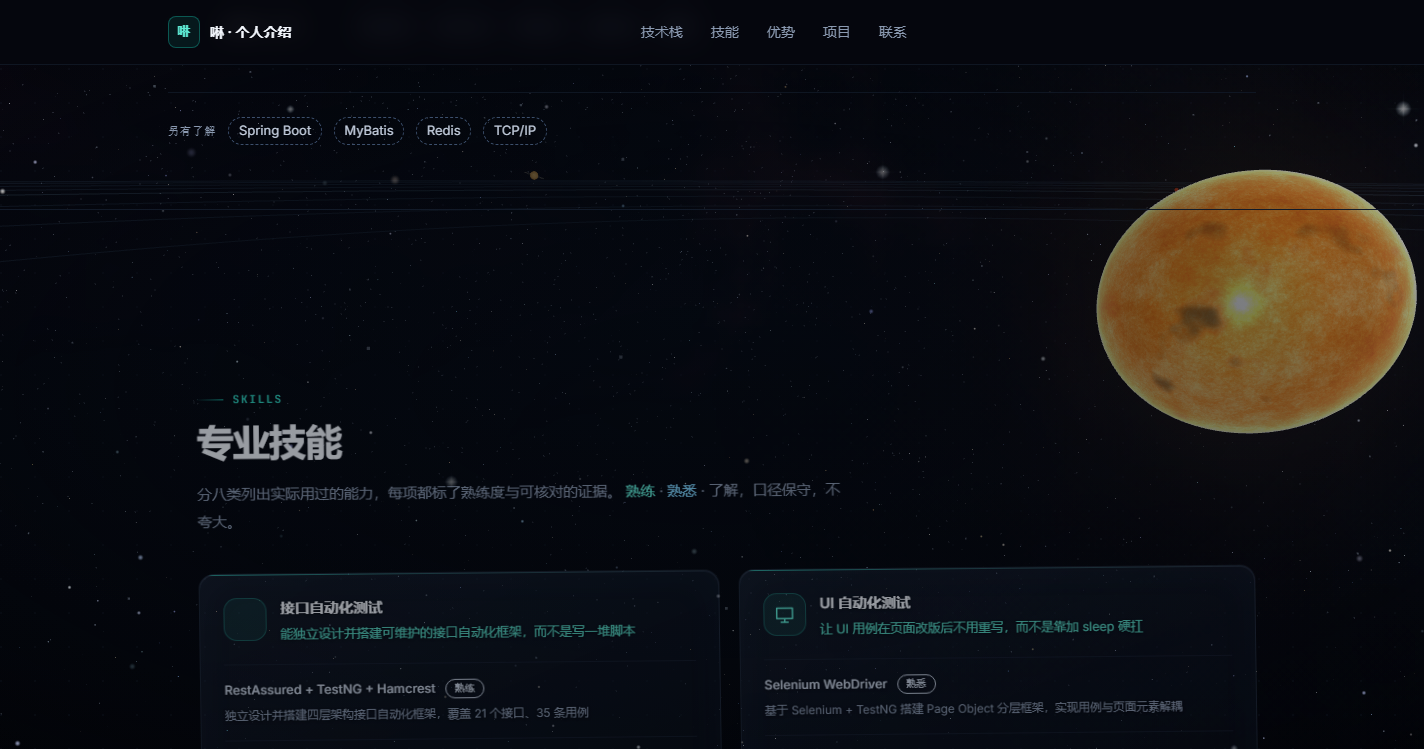 咻
咻 · 个人介绍
技术栈 技能 优势 项目 联系
另有了解 Spring Boot MyBatis Redis TCP/IP
SKILLS
专业技能
分八类列出实际用过的能力，每项都标了熟练度与可核对的证据。 熟练 · 熟悉 · 了解，口径保守，不
夸大。
接口自动化测试
能独立设计并搭建可维护的接口自动化框架，而不是写一堆脚本
RestAssured + TestNG + Hamcrest 熟练
独立设计并搭建四层架构接口自动化框架，覆盖 21 个接口、35 条用例
UI 自动化测试
让 UI 用例在页面改版后不用重写，而不是靠加 sleep 硬扛
Selenium WebDriver 熟悉
基于 Selenium + TestNG 搭建 Page Object 分层框架，实现用例与页面元素解耦